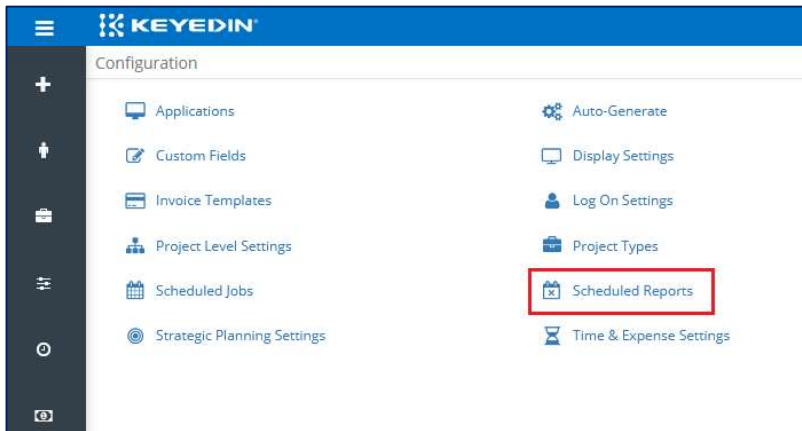 KEYEDIN
Configuration
Applications
Auto-Generate
Custom Fields
Display Settings
Invoice Templates
Log On Settings
Project Level Settings
Project Types
Scheduled Jobs
Scheduled Reports
Strategic Planning Settings
Time & Expense Settings